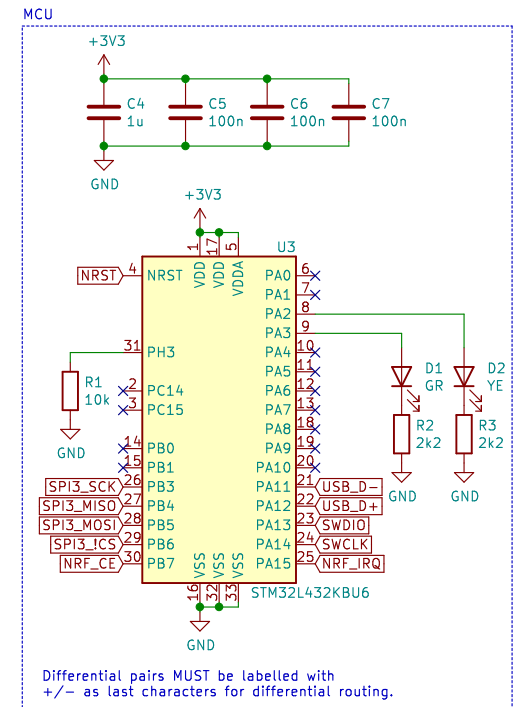 MCU
+3V3
C4
1u
C5
100n
C6
100n
C7
100n
GND
+3V3
U3
1
17
5
VDD
VDD
VDDA
NRST
4
NRST
PA0
6
PA1
7
PA2
8
PA3
9
31
PH3
PA4
10
PA5
11
R1
10k
2
PC14
PA6
12
3
PC15
PA7
13
PA8
18
14
PB0
PA9
19
15
PB1
PA10
20
SPI3_SCK
26
PB3
PA11
21
USB_D-
SPI3_MISO
27
PB4
PA12
22
USB_D+
SPI3_MOSI
28
PB5
PA13
23
SWDIO
SPI3_!CS
29
PB6
PA14
24
SWCLK
NRF_CE
30
PB7
PA15
25
NRF_IRQ
D1
GR
D2
YE
R2
2k2
R3
2k2
GND
GND
GND
VSS
VSS
VSS
16
32
33
STM32L432KBU6
GND
Differential pairs MUST be labelled with
+/- as last characters for differential routing.